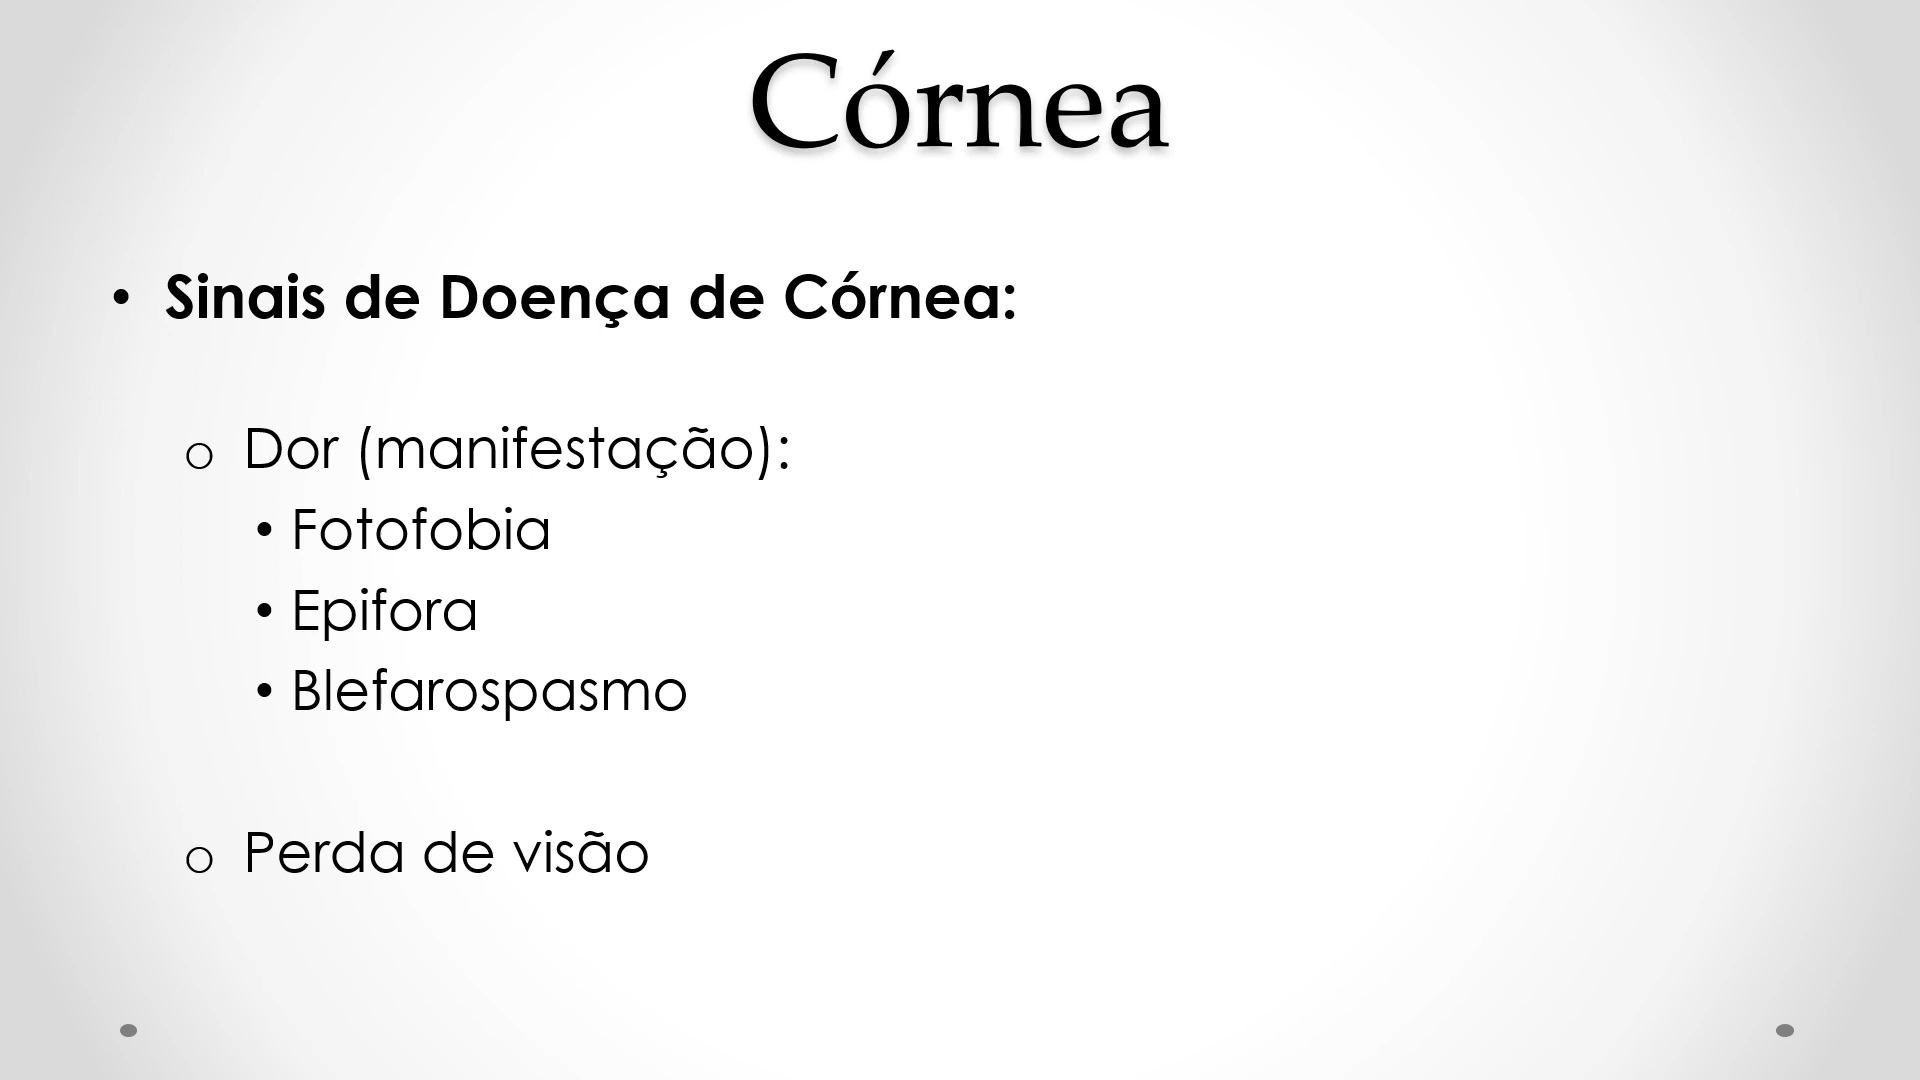 Córnea
• Sinais de Doença de Córnea:
o Dor (manifestação):
• Fotofobia
• Epifora
• Blefarospasmo
o Perda de visão